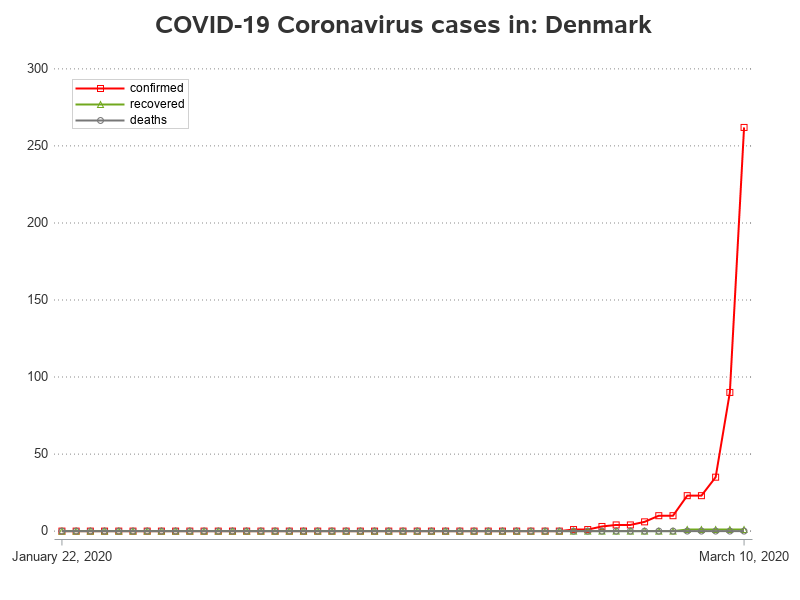 COVID-19 Coronavirus cases in: Denmark
300
confirmed
recovered
deaths
250
200
150
100
50
0
January 22, 2020
March 10, 2020